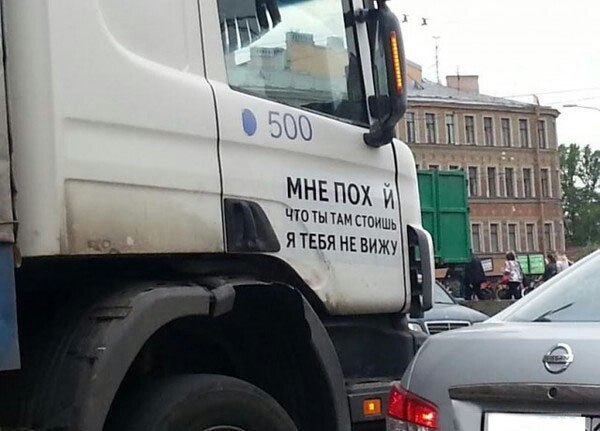 500
МНЕ ПОХ Й
ЧТО ТЫ ТАМ СТОИШЬ
Я ТЕБЯ НЕ ВИЖУ
NISSAN